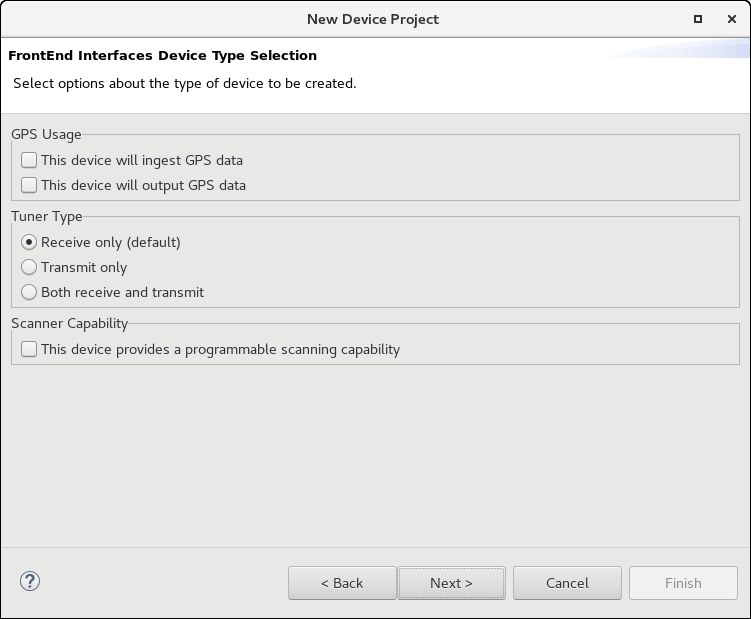 New Device Project
FrontEnd Interfaces Device Type Selection
Select options about the type of device to be created.
GPS Usage
This device will ingest GPS data
This device will output GPS data
Tuner Type
Receive only (default)
Transmit only
Both receive and transmit
Scanner Capability
This device provides a programmable scanning capability
? < Back Next > Cancel Finish